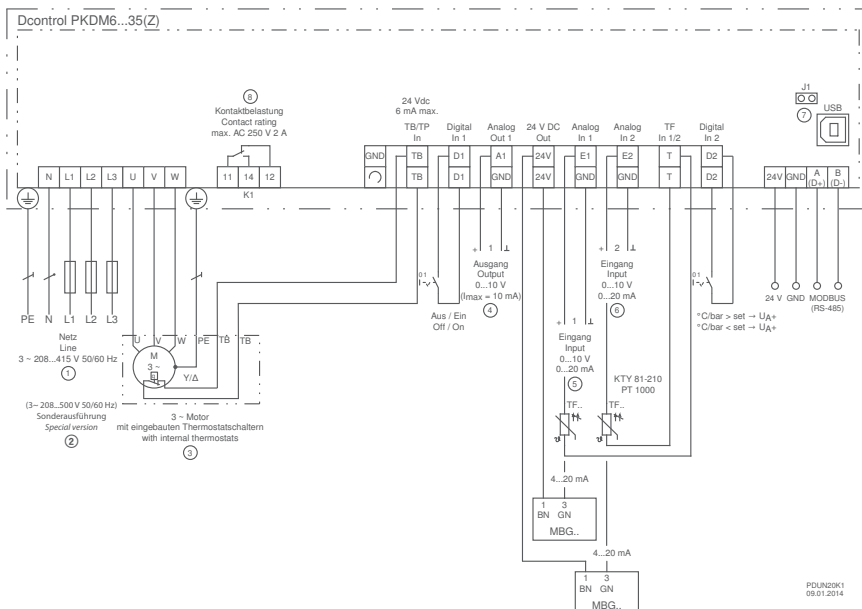 Dcontrol PKDM6...35(Z)
J1
USB
7
8
Kontaktbelastung
Contact rating
max. AC 250 V 2 A
24 Vdc
6 mA max.
TB/TP
In
Digital
In 1
Analog
Out 1
24 V DC
Out
Analog
In 1
Analog
In 2
TF
In 1/2
Digital
In 2
GND TB D1 A1 24V E1 E2 T D2
TB D1 GND 24V GND GND T D2
N L1 L2 L3 U V W
11 14 12
K1
24V GND A (D+) B (D-)
PE N L1 L2 L3
Netz
Line
3 ~ 208...415 V 50/60 Hz
1
(3~ 208...500 V 50/60 Hz)
Sonderausführung
Special version
2
U V W PE TB TB
M
3 ~
Y/Δ
3 ~ Motor
mit eingebauten Thermostatschaltern
with internal thermostats
3
0 1
Aus / Ein
Off / On
+ 1 ⊥
Ausgang
Output
0...10 V
(Imax = 10 mA)
4
+ 1 ⊥
Eingang
Input
0...10 V
0...20 mA
5
+ 2 ⊥
Eingang
Input
0...10 V
0...20 mA
6
KTY 81-210
PT 1000
TF..
TF..
0 1
°C/bar > set → UA+
°C/bar < set → UA+
24 V GND MODBUS
(RS-485)
4...20 mA
1 3
BN GN
MBG..
4...20 mA
1 3
BN GN
MBG..
PDUN20K1
09.01.2014